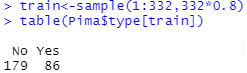 > train<-sample(1:332,332*0.8)
> table(Pima$type[train])
No Yes
179 86